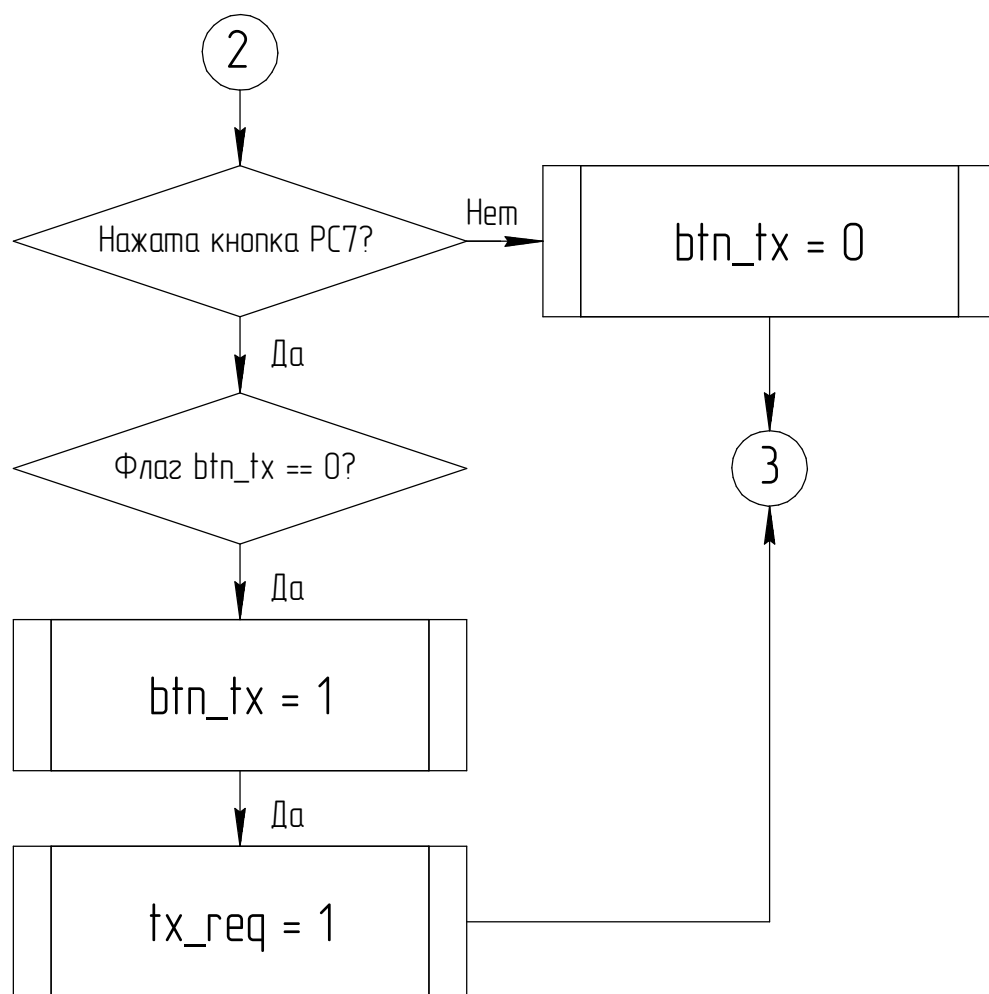 2
Нажата кнопка PC7?
Нет
btn_tx = 0
Да
Флаг btn_tx == 0?
3
Да
btn_tx = 1
Да
tx_req = 1